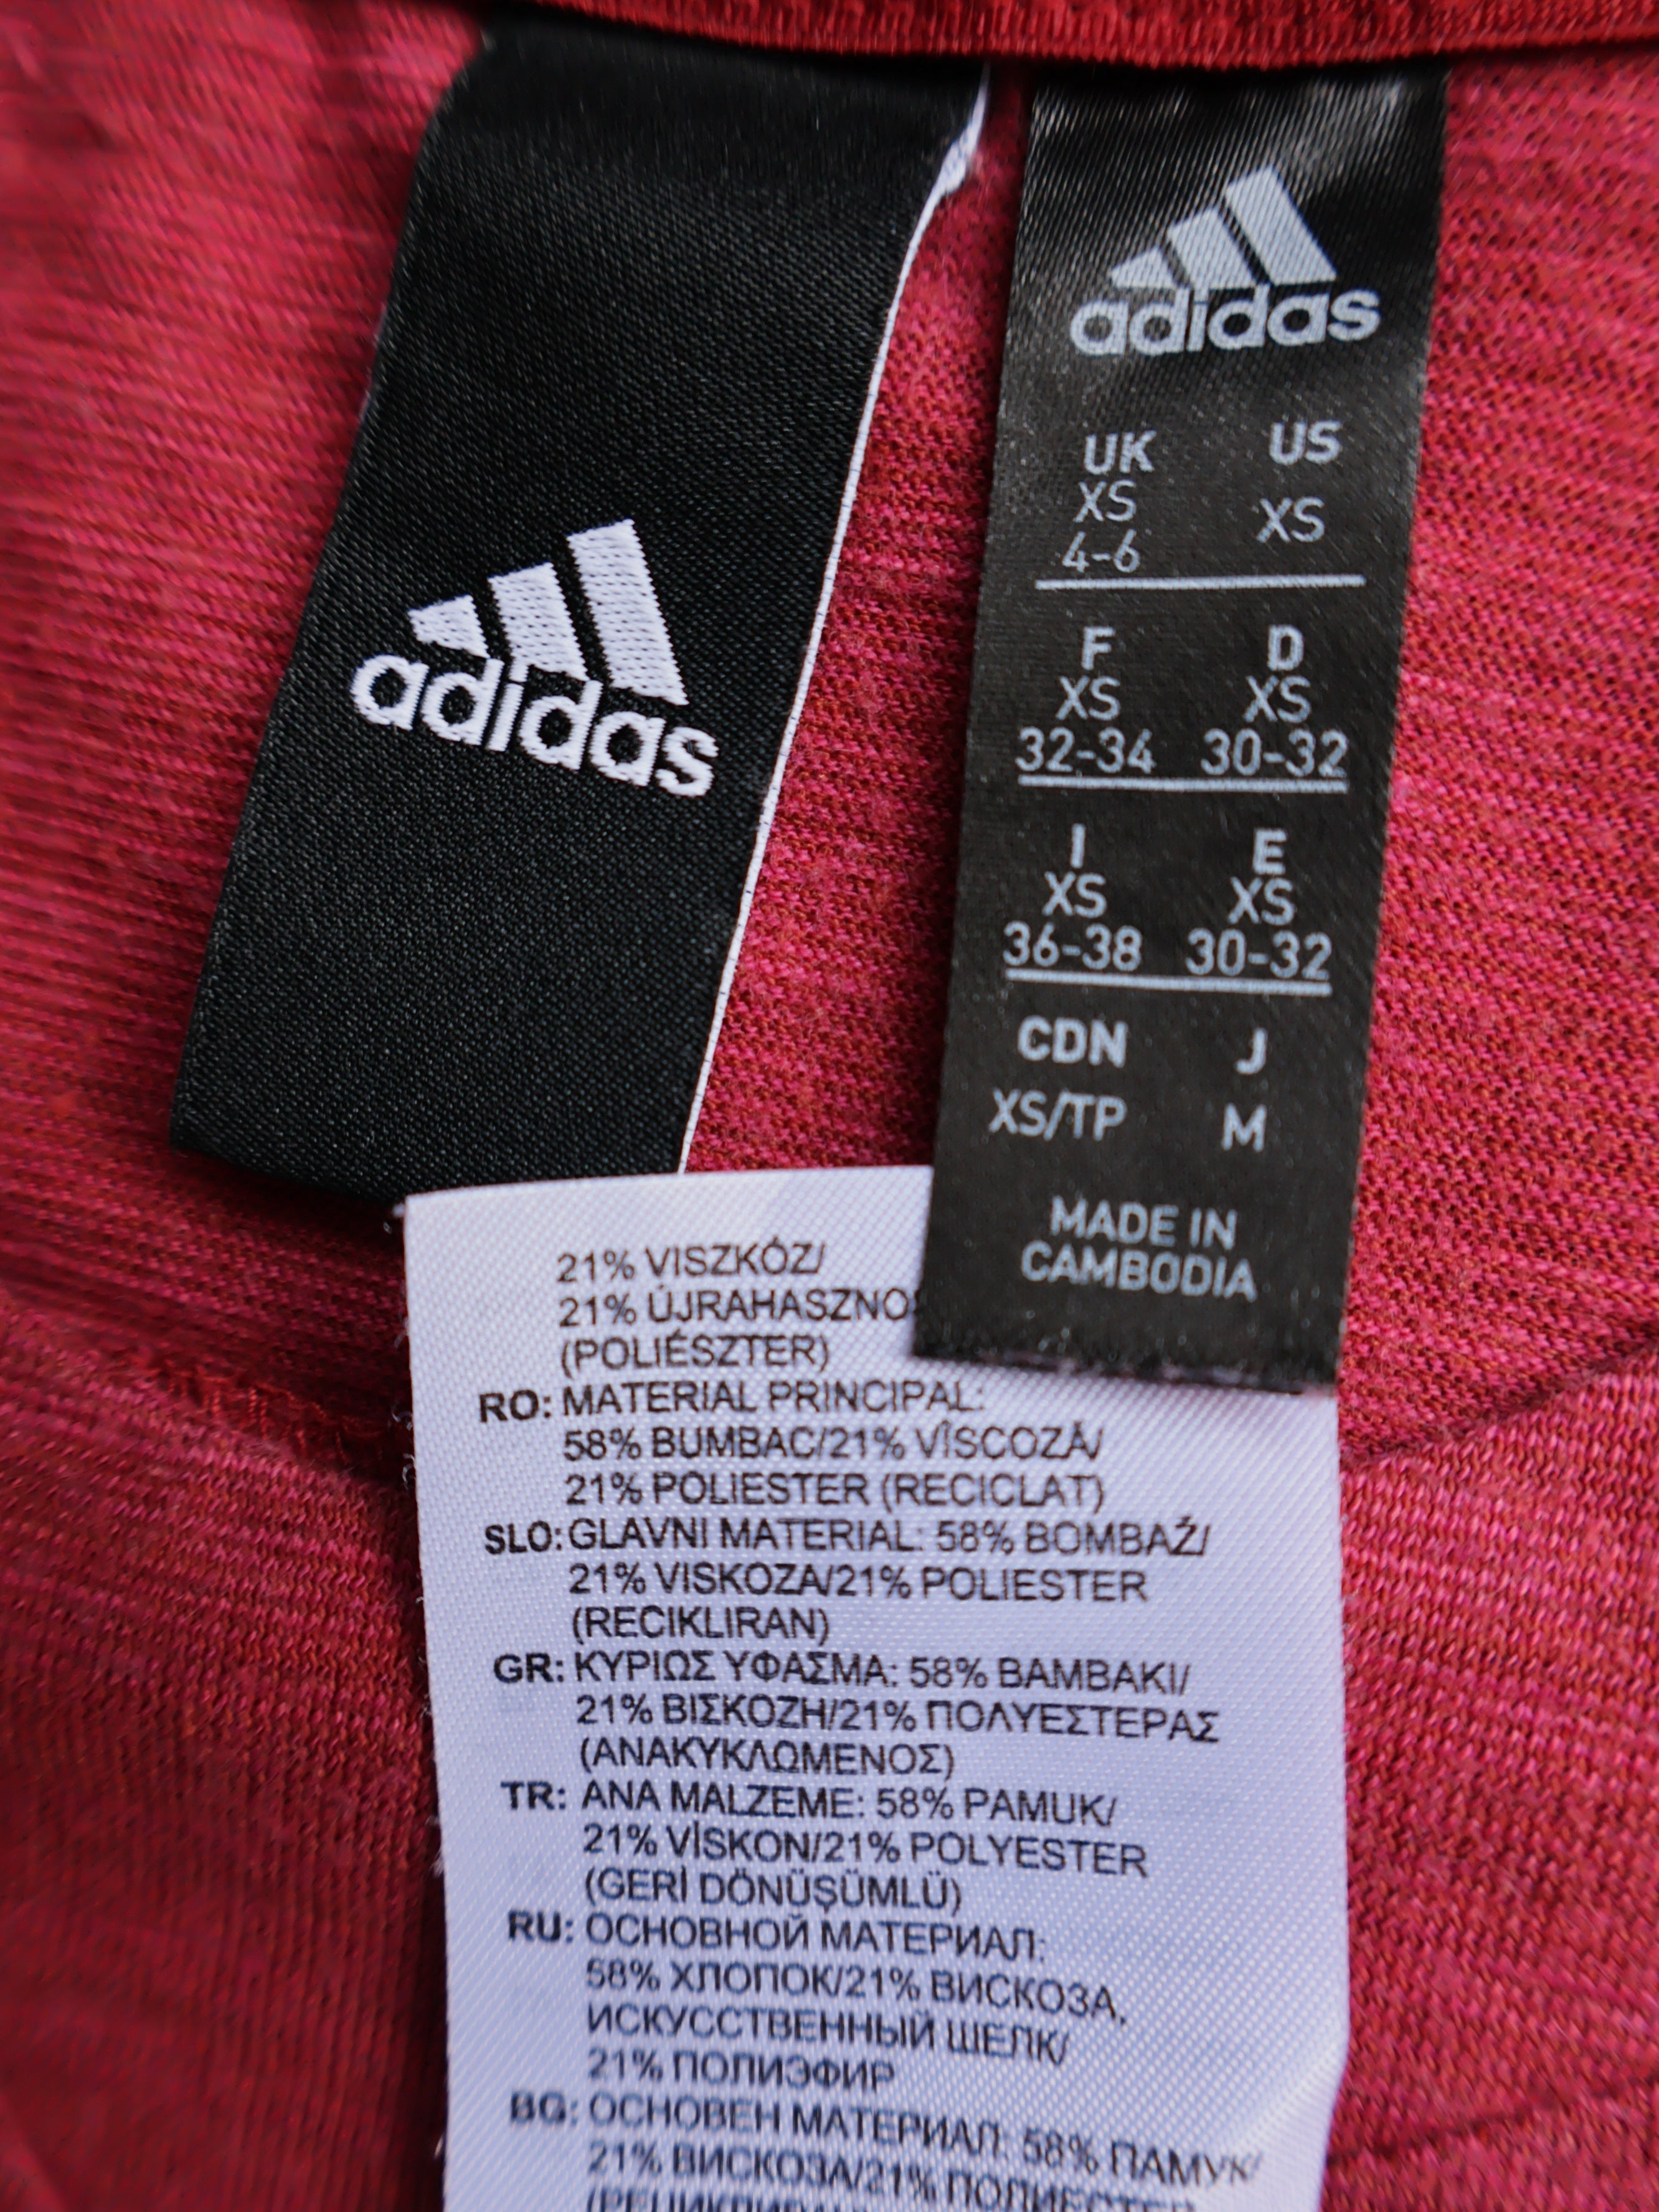 adidas
adidas
UK US
XS XS
4-6
F D
XS XS
32-34 30-32
I E
XS XS
36-38 30-32
CDN J
XS/TP M
MADE IN
CAMBODIA
21% VISZKÓZ/
21% ÚJRAHASZNO
(POLIÉSZTER)
RO: MATERIAL PRINCIPAL:
58% BUMBAC/21% VÎSCOZĂ/
21% POLIESTER (RECICLAT)
SLO: GLAVNI MATERIAL: 58% BOMBAŽ/
21% VISKOZA/21% POLIESTER
(RECIKLIRAN)
GR: ΚΥΡΙΩΣ ΥΦΑΣΜΑ: 58% ΒΑΜΒΑΚΙ/
21% ΒΙΣΚΟΖΗ/21% ΠΟΛΥΕΣΤΕΡΑΣ
(ΑΝΑΚΥΚΛΩΜΕΝΟΣ)
TR: ANA MALZEME: 58% PAMUK/
21% VİSKON/21% POLYESTER
(GERİ DÖNÜŞÜMLÜ)
RU: ОСНОВНОЙ МАТЕРИАЛ:
58% ХЛОПОК/21% ВИСКОЗА,
ИСКУССТВЕННЫЙ ШЕЛК/
21% ПОЛИЭФИР
BG: ОСНОВЕН МАТЕРИАЛ: 58% ПАМУК/
21% ВИСКОЗА/21% ПОЛИЕСТЕР